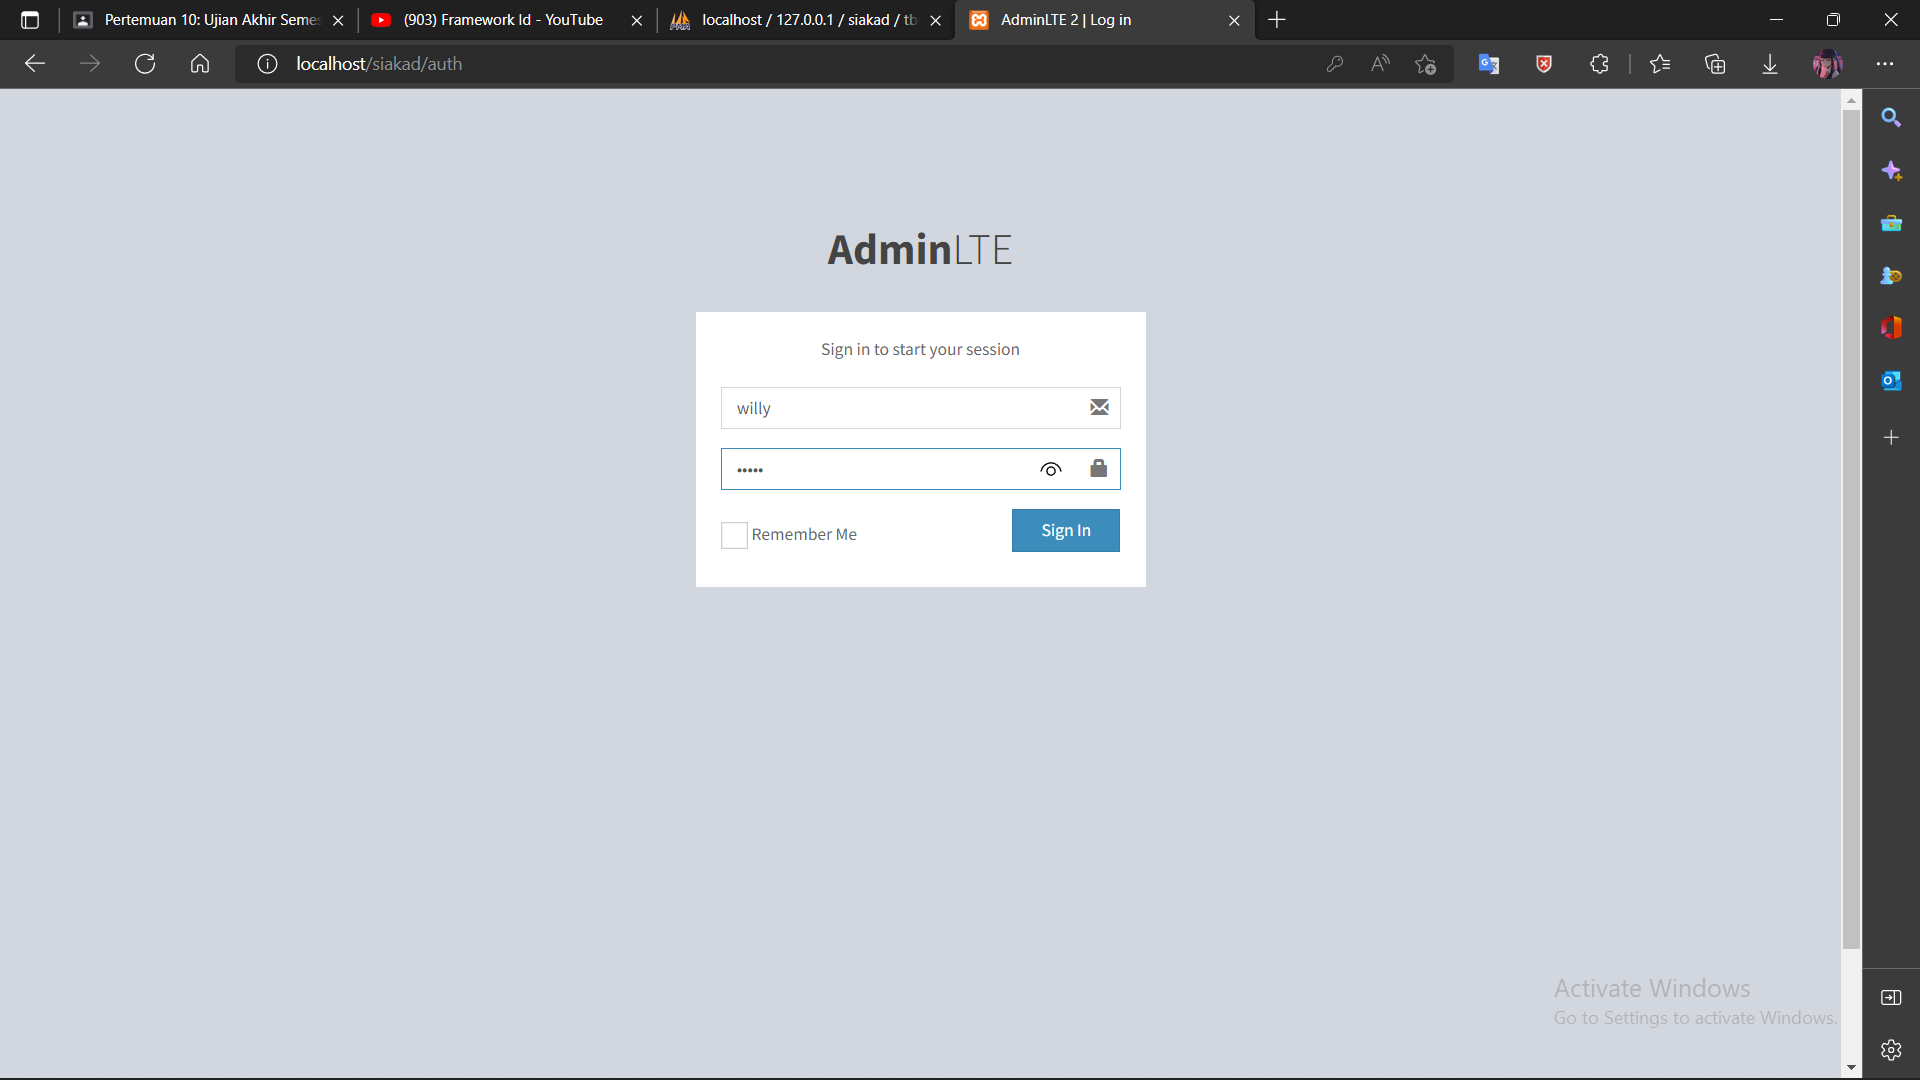 Pertemuan 10: Ujian Akhir Semes
(903) Framework Id - YouTube
localhost / 127.0.0.1 / siakad / tb
AdminLTE 2 | Log in
localhost/siakad/auth
AdminLTE
Sign in to start your session
willy
•••••
Remember Me
Sign In
Activate Windows
Go to Settings to activate Windows.